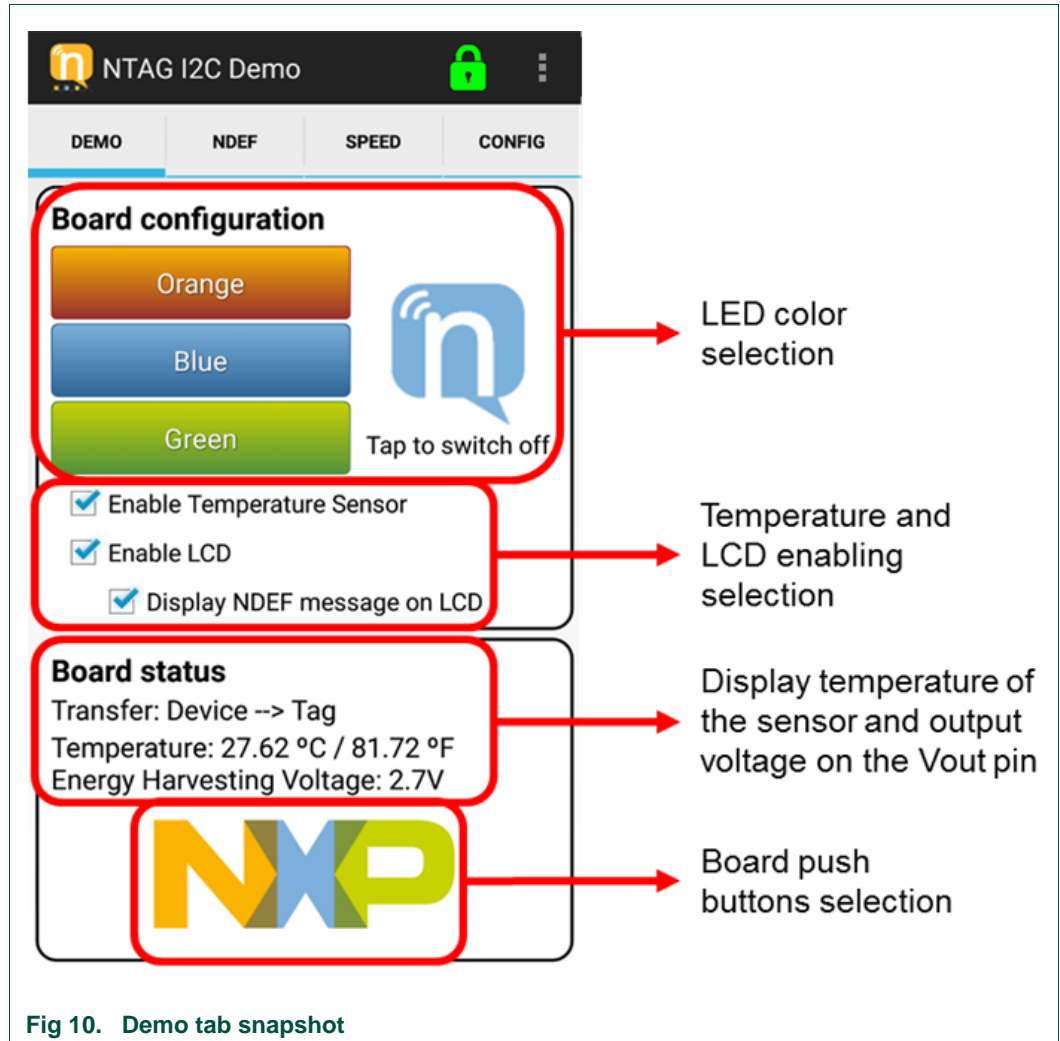 NTAG I2C Demo
DEMO NDEF SPEED CONFIG
Board configuration
Orange
Blue
Green
Tap to switch off
Enable Temperature Sensor
Enable LCD
Display NDEF message on LCD
Board status
Transfer: Device --> Tag
Temperature: 27.62 ºC / 81.72 ºF
Energy Harvesting Voltage: 2.7V
NXP
LED color
selection
Temperature and
LCD enabling
selection
Display temperature of
the sensor and output
voltage on the Vout pin
Board push
buttons selection
Fig 10. Demo tab snapshot